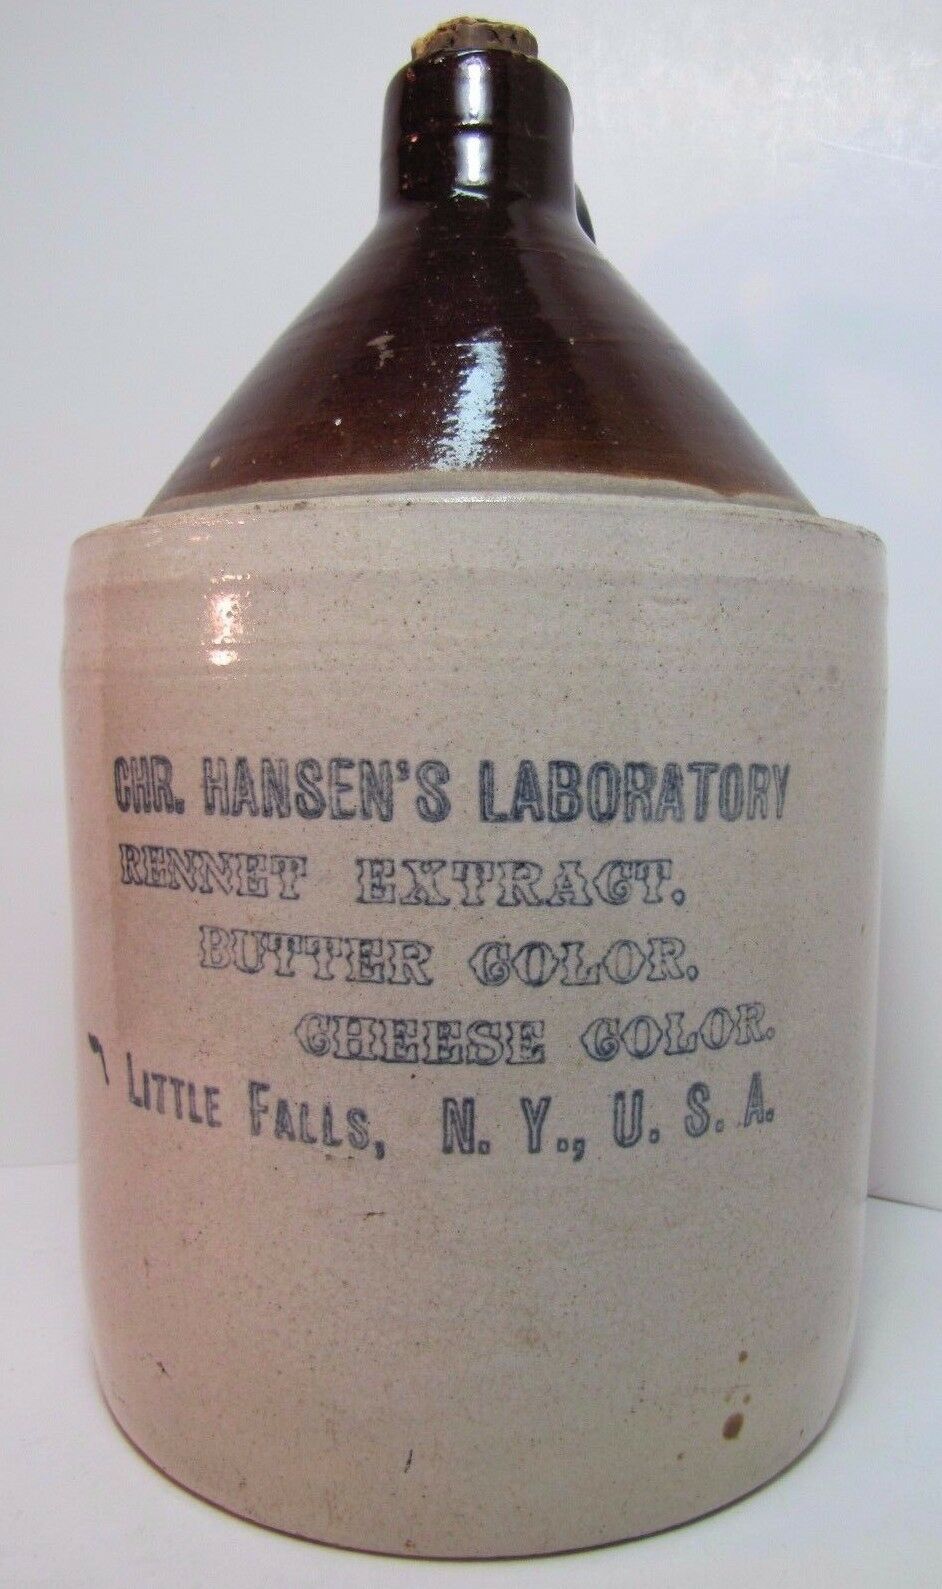 CHR. HANSEN'S LABORATORY
RENNET EXTRACT.
BUTTER COLOR.
CHEESE COLOR.
LITTLE FALLS, N. Y., U. S. A.